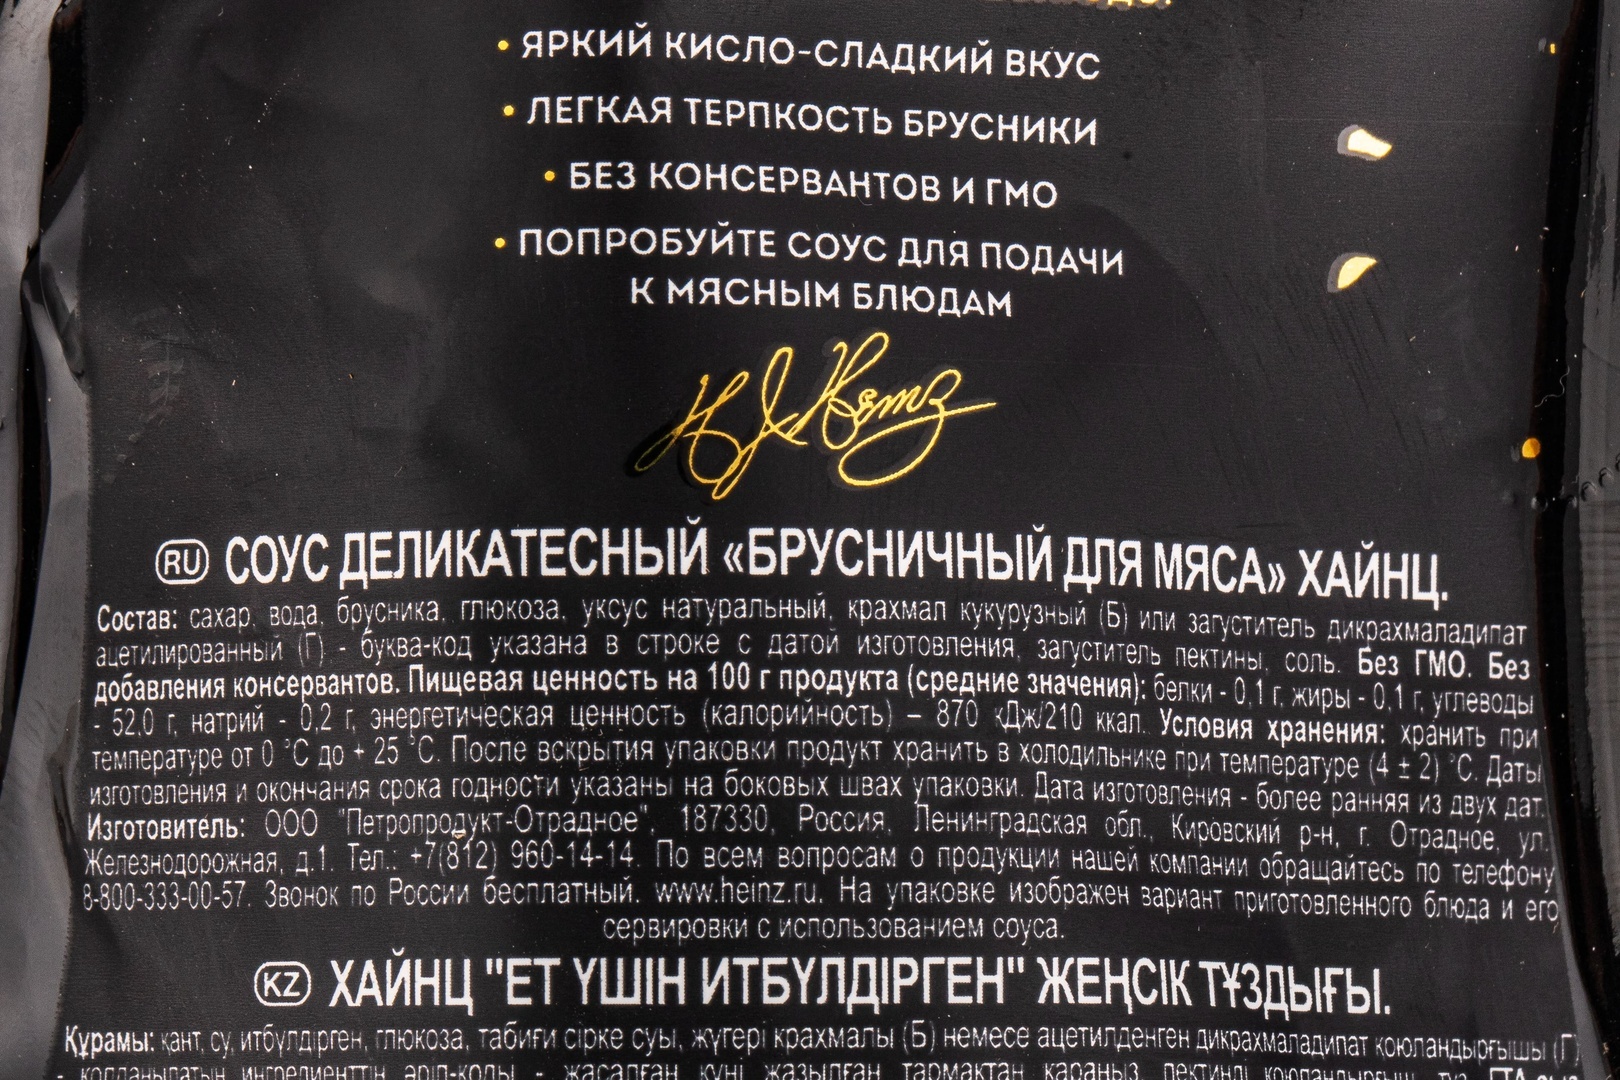 • ЯРКИЙ КИСЛО-СЛАДКИЙ ВКУС
• ЛЕГКАЯ ТЕРПКОСТЬ БРУСНИКИ
• БЕЗ КОНСЕРВАНТОВ И ГМО
• ПОПРОБУЙТЕ СОУС ДЛЯ ПОДАЧИ
К МЯСНЫМ БЛЮДАМ
H J Heinz
RU СОУС ДЕЛИКАТЕСНЫЙ «БРУСНИЧНЫЙ ДЛЯ МЯСА» ХАЙНЦ.
Состав: сахар, вода, брусника, глюкоза, уксус натуральный, крахмал кукурузный (Б) или загуститель дикрахмаладипат
ацетилированный (Г) - буква-код указана в строке с датой изготовления, загуститель пектины, соль. Без ГМО. Без
добавления консервантов. Пищевая ценность на 100 г продукта (средние значения): белки - 0,1 г, жиры - 0,1 г, углеводы
- 52,0 г, натрий - 0,2 г, энергетическая ценность (калорийность) – 870 кДж/210 ккал. Условия хранения: хранить при
температуре от 0 °С до + 25 °С. После вскрытия упаковки продукт хранить в холодильнике при температуре (4 ± 2) °С. Даты
изготовления и окончания срока годности указаны на боковых швах упаковки. Дата изготовления - более ранняя из двух дат.
Изготовитель: ООО "Петропродукт-Отрадное", 187330, Россия, Ленинградская обл., Кировский р-н, г. Отрадное, ул.
Железнодорожная, д.1. Тел.: +7(812) 960-14-14. По всем вопросам о продукции нашей компании обращайтесь по телефону
8-800-333-00-57. Звонок по России бесплатный. www.heinz.ru. На упаковке изображен вариант приготовленного блюда и его
сервировки с использованием соуса.
KZ ХАЙНЦ "ЕТ ҮШІН ИТБҮЛДІРГЕН" ЖЕҢСІК ТҰЗДЫҒЫ.
Құрамы: қант, су, итбүлдірген, глюкоза, табиғи сірке суы, жүгері крахмалы (Б) немесе ацетилденген дикрахмаладипат қоюландырғышы (Г)